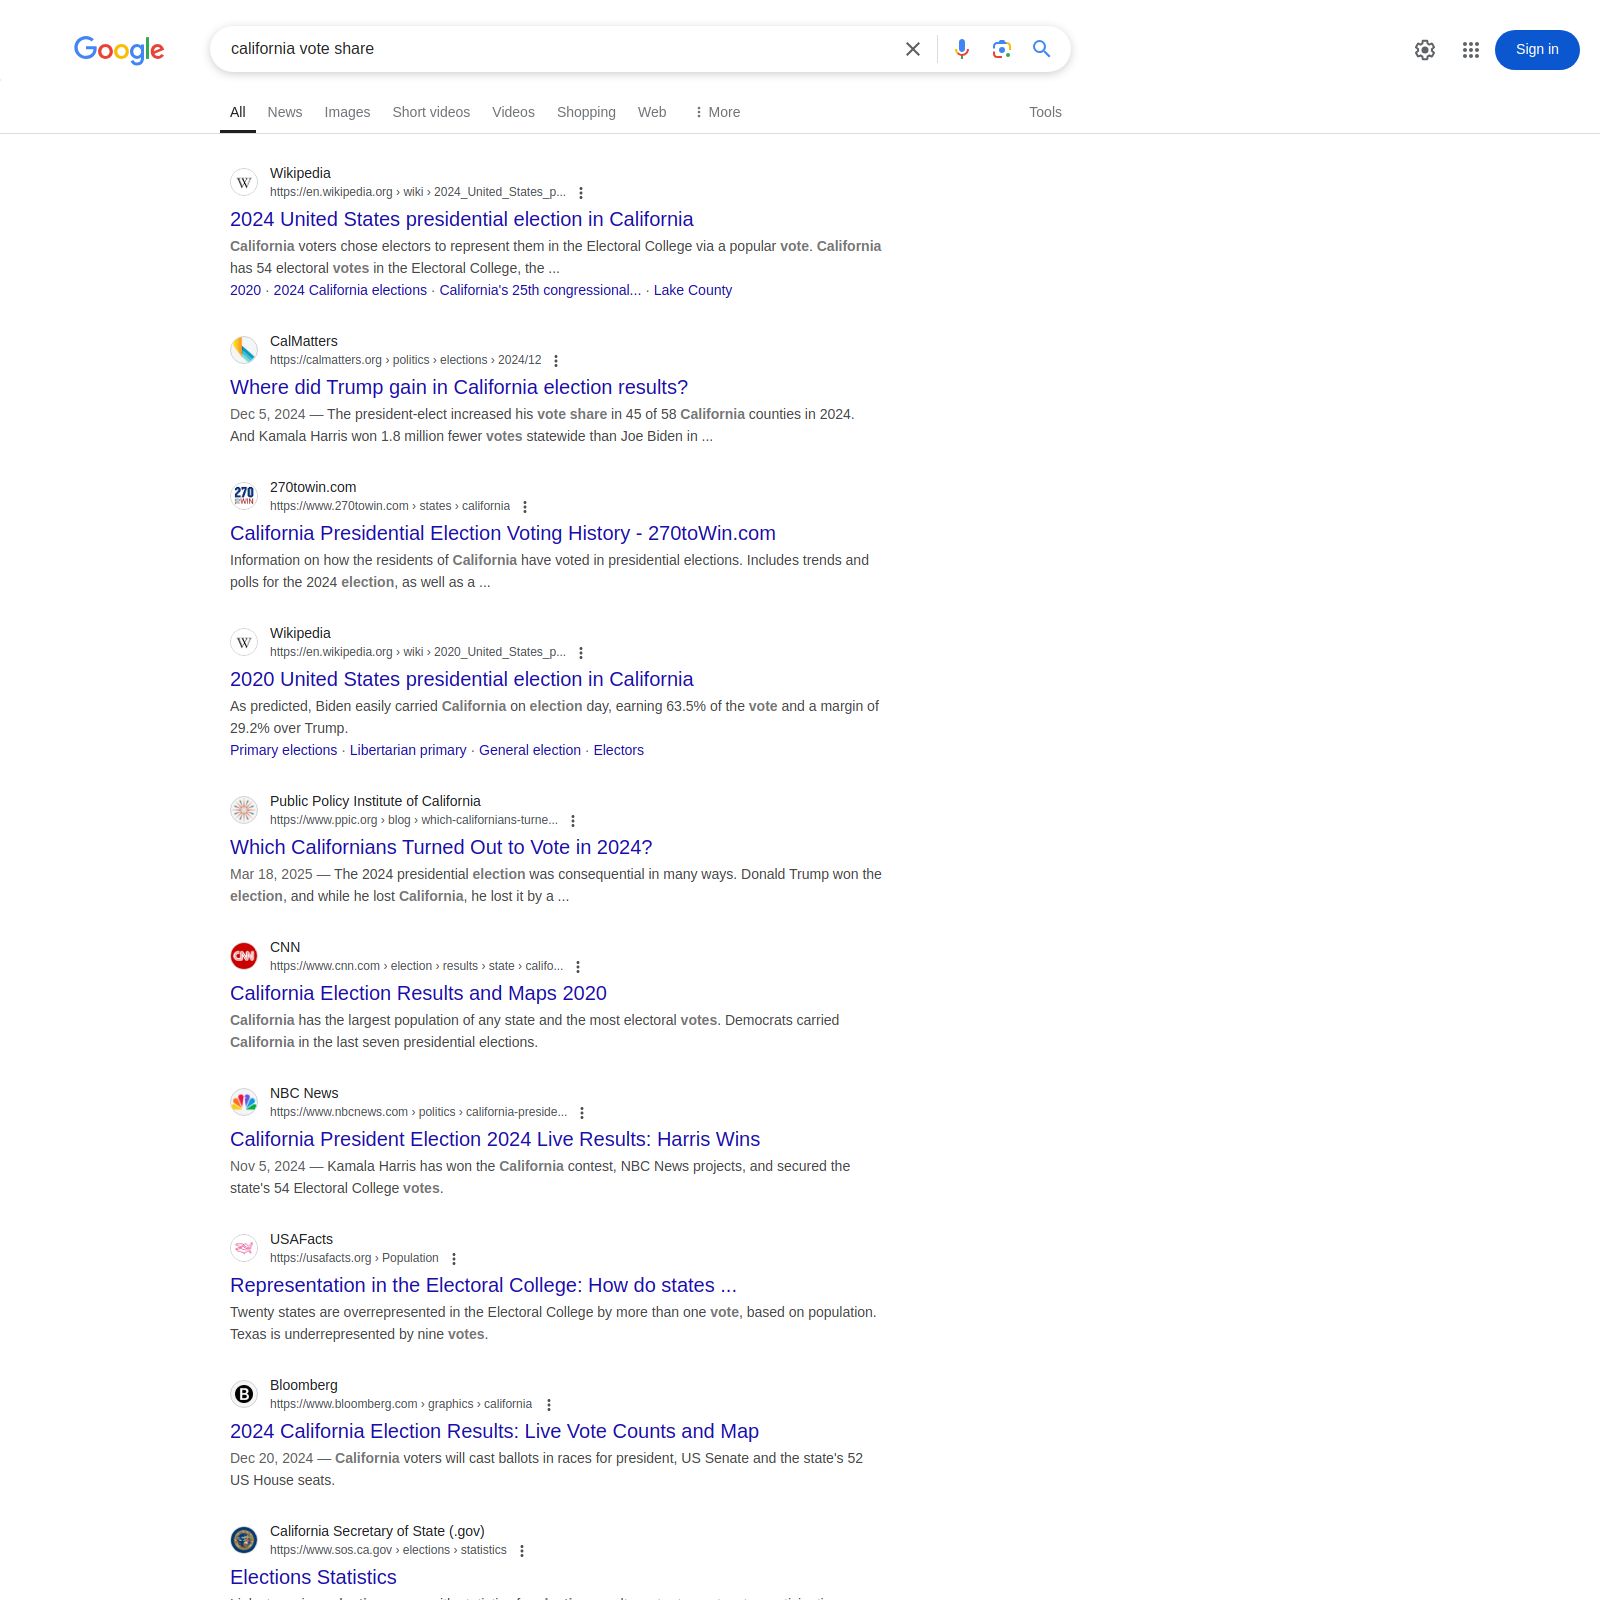 Google
california vote share
Sign in
All News Images Short videos Videos Shopping Web More Tools
Wikipedia
https://en.wikipedia.org › wiki › 2024_United_States_p...
2024 United States presidential election in California
California voters chose electors to represent them in the Electoral College via a popular vote. California
has 54 electoral votes in the Electoral College, the ...
2020 · 2024 California elections · California's 25th congressional... · Lake County
CalMatters
https://calmatters.org › politics › elections › 2024/12
Where did Trump gain in California election results?
Dec 5, 2024 — The president-elect increased his vote share in 45 of 58 California counties in 2024.
And Kamala Harris won 1.8 million fewer votes statewide than Joe Biden in ...
270
WIN
270towin.com
https://www.270towin.com › states › california
California Presidential Election Voting History - 270toWin.com
Information on how the residents of California have voted in presidential elections. Includes trends and
polls for the 2024 election, as well as a ...
Wikipedia
https://en.wikipedia.org › wiki › 2020_United_States_p...
2020 United States presidential election in California
As predicted, Biden easily carried California on election day, earning 63.5% of the vote and a margin of
29.2% over Trump.
Primary elections · Libertarian primary · General election · Electors
Public Policy Institute of California
https://www.ppic.org › blog › which-californians-turne...
Which Californians Turned Out to Vote in 2024?
Mar 18, 2025 — The 2024 presidential election was consequential in many ways. Donald Trump won the
election, and while he lost California, he lost it by a ...
CNN
CNN
https://www.cnn.com › election › results › state › califo...
California Election Results and Maps 2020
California has the largest population of any state and the most electoral votes. Democrats carried
California in the last seven presidential elections.
NBC News
https://www.nbcnews.com › politics › california-preside...
California President Election 2024 Live Results: Harris Wins
Nov 5, 2024 — Kamala Harris has won the California contest, NBC News projects, and secured the
state's 54 Electoral College votes.
USAFacts
https://usafacts.org › Population
Representation in the Electoral College: How do states ...
Twenty states are overrepresented in the Electoral College by more than one vote, based on population.
Texas is underrepresented by nine votes.
B
Bloomberg
https://www.bloomberg.com › graphics › california
2024 California Election Results: Live Vote Counts and Map
Dec 20, 2024 — California voters will cast ballots in races for president, US Senate and the state's 52
US House seats.
California Secretary of State (.gov)
https://www.sos.ca.gov › elections › statistics
Elections Statistics